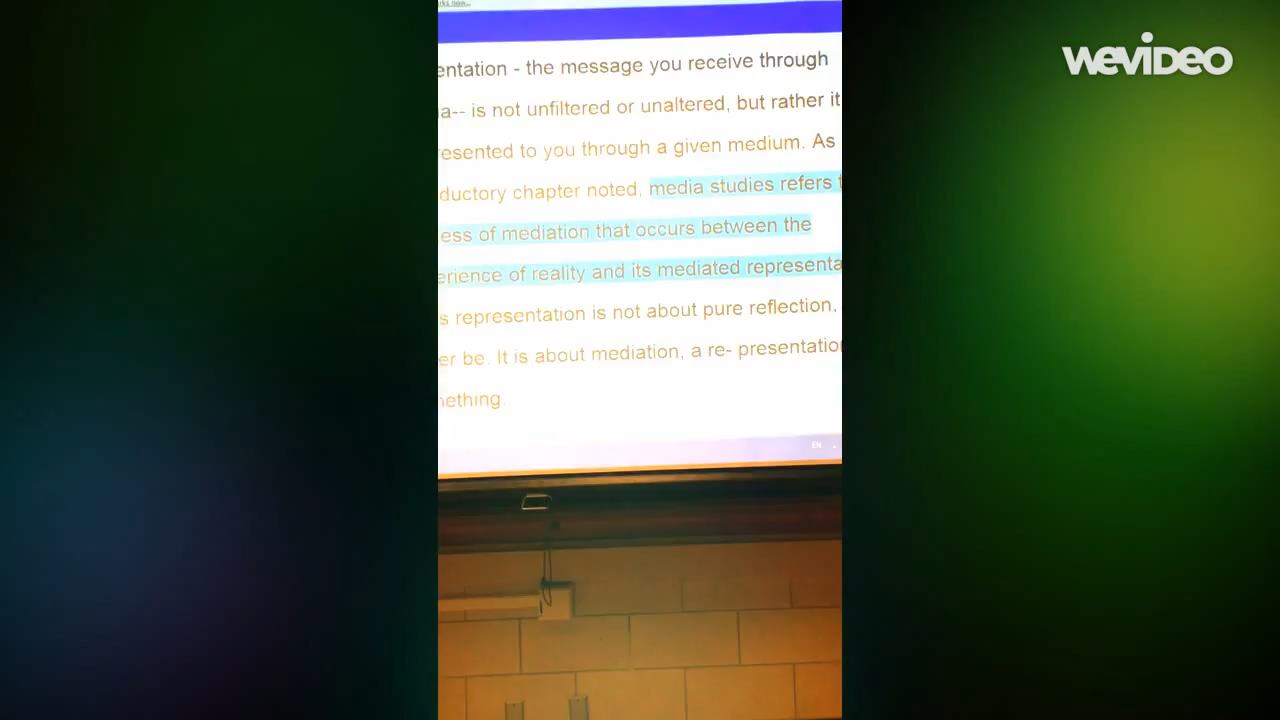 entation - the message you receive through
a-- is not unfiltered or unaltered, but rather it
esented to you through a given medium. As
ductory chapter noted, media studies refers t
ess of mediation that occurs between the
erience of reality and its mediated representa
s representation is not about pure reflection,
er be. It is about mediation, a re- presentation
nething.
EN
wevideo